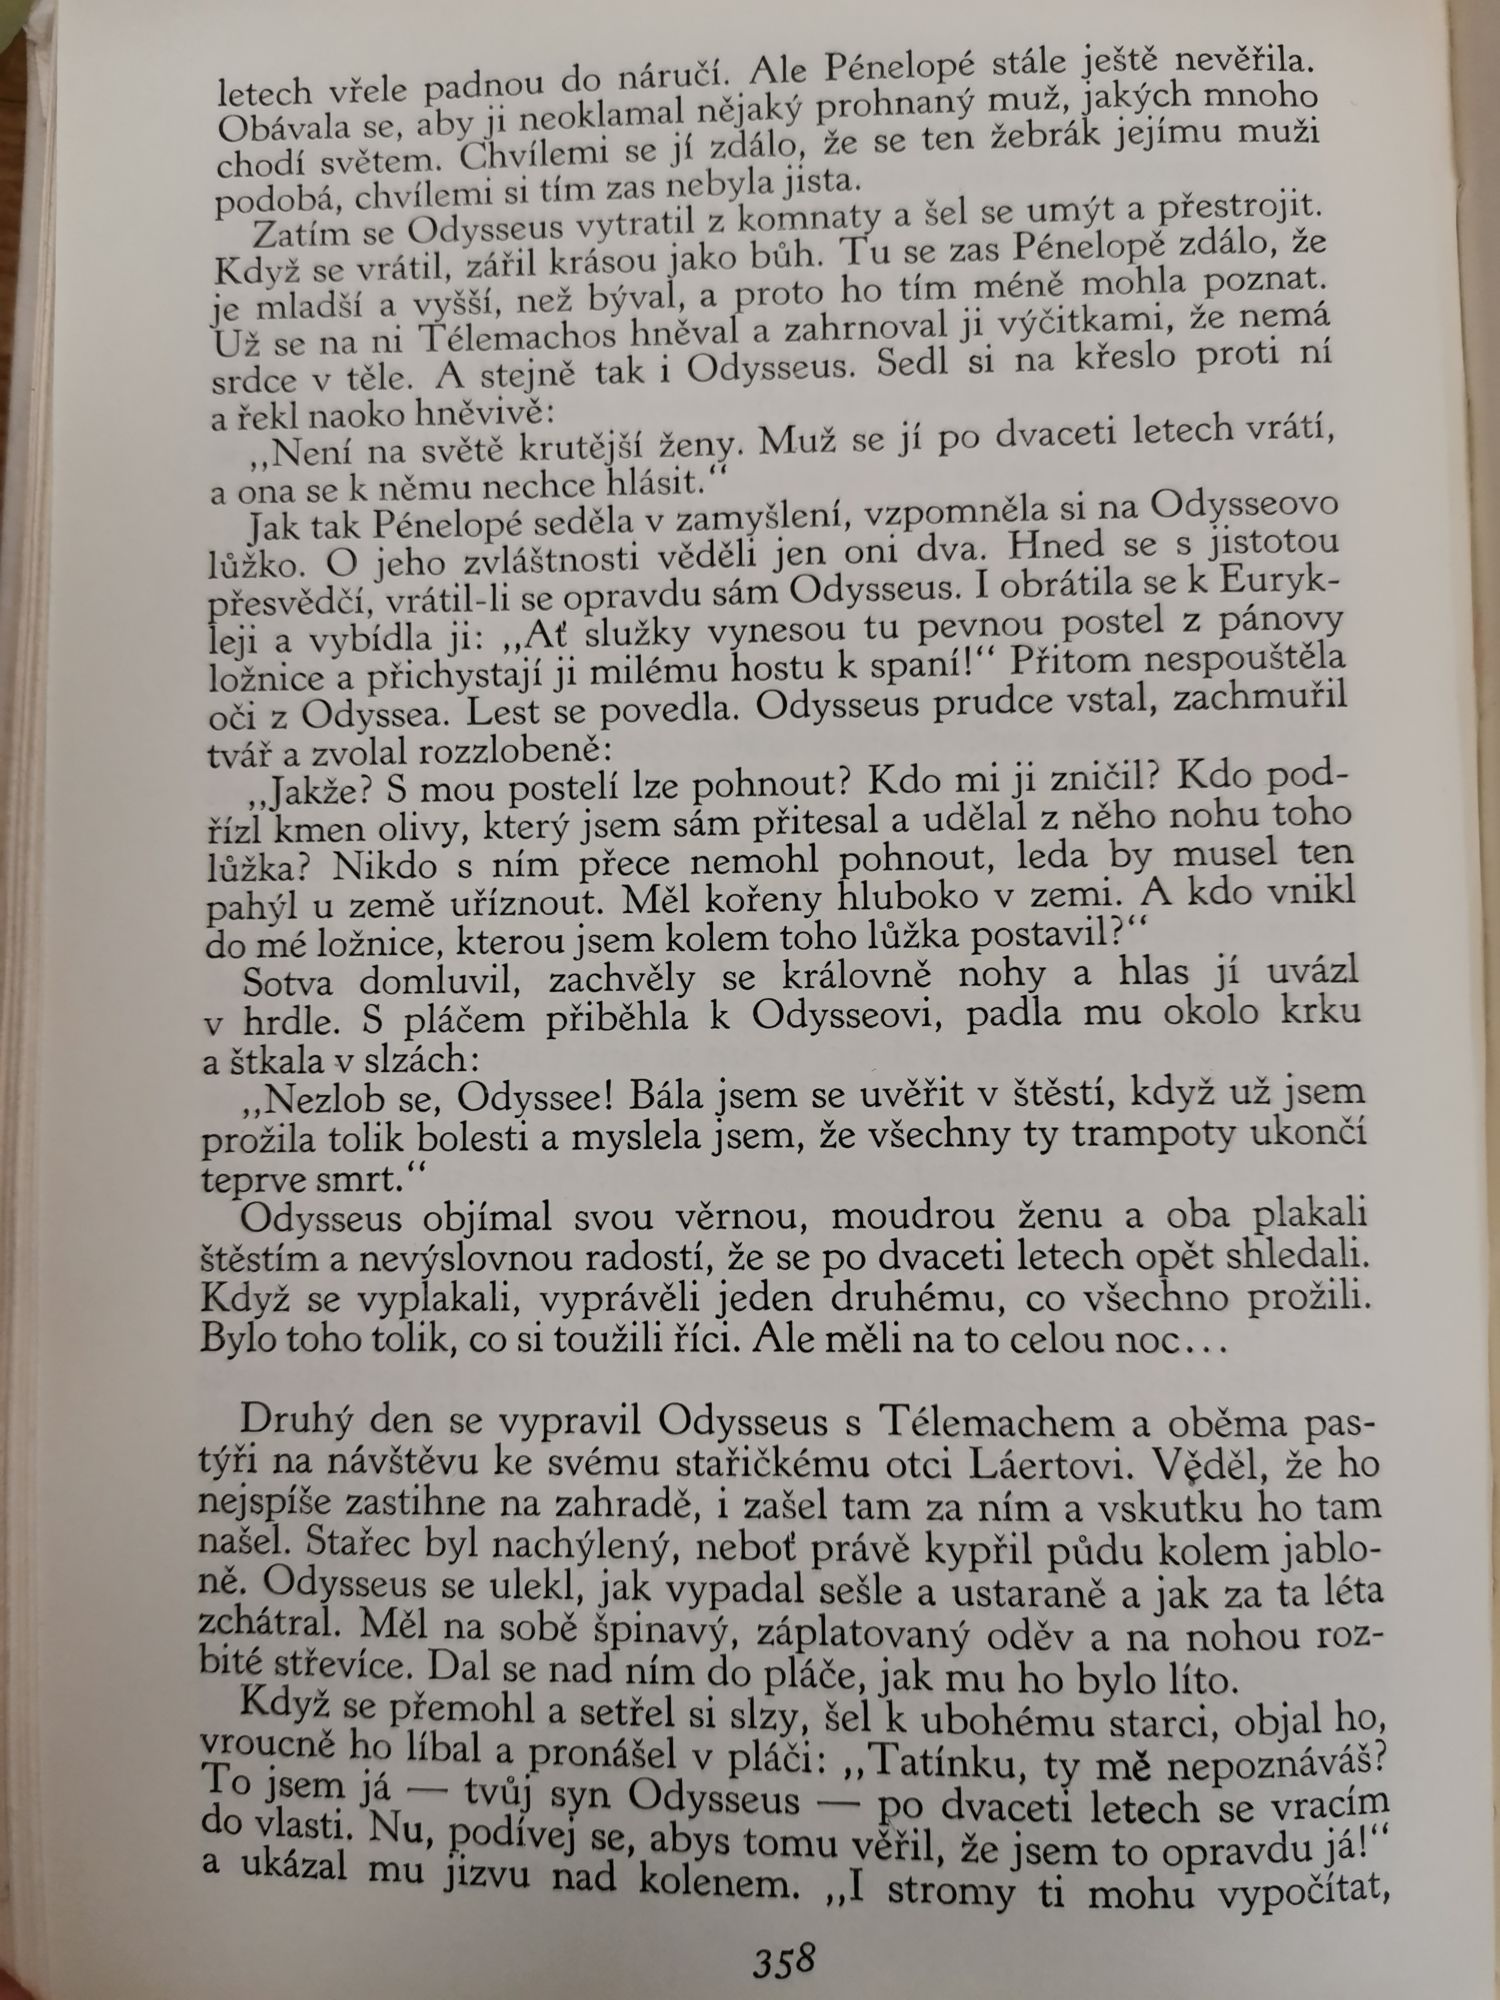 letech vřele padnou do náručí. Ale Pénelopé stále ještě nevěřila.
Obávala se, aby ji neoklamal nějaký prohnaný muž, jakých mnoho
chodí světem. Chvílemi se jí zdálo, že se ten žebrák jejímu muži
podobá, chvílemi si tím zas nebyla jista.
Zatím se Odysseus vytratil z komnaty a šel se umýt a přestrojit.
Když se vrátil, zářil krásou jako bůh. Tu se zas Pénelopě zdálo, že
je mladší a vyšší, než býval, a proto ho tím méně mohla poznat.
Už se na ni Télemachos hněval a zahrnoval ji výčitkami, že nemá
srdce v těle. A stejně tak i Odysseus. Sedl si na křeslo proti ní
a řekl naoko hněvivě:
„Není na světě krutější ženy. Muž se jí po dvaceti letech vrátí,
a ona se k němu nechce hlásit.“
Jak tak Pénelopé seděla v zamyšlení, vzpomněla si na Odysseovo
lůžko. O jeho zvláštnosti věděli jen oni dva. Hned se s jistotou
přesvědčí, vrátil-li se opravdu sám Odysseus. I obrátila se k Euryk-
leji a vybídla ji: „Ať služky vynesou tu pevnou postel z pánovy
ložnice a přichystají ji milému hostu k spaní!“ Přitom nespouštěla
oči z Odyssea. Lest se povedla. Odysseus prudce vstal, zachmuřil
tvář a zvolal rozzlobeně:
„Jakže? S mou postelí lze pohnout? Kdo mi ji zničil? Kdo pod-
řízl kmen olivy, který jsem sám přitesal a udělal z něho nohu toho
lůžka? Nikdo s ním přece nemohl pohnout, leda by musel ten
pahýl u země uříznout. Měl kořeny hluboko v zemi. A kdo vnikl
do mé ložnice, kterou jsem kolem toho lůžka postavil?“
Sotva domluvil, zachvěly se královně nohy a hlas jí uvázl
v hrdle. S pláčem přiběhla k Odysseovi, padla mu okolo krku
a štkala v slzách:
„Nezlob se, Odyssee! Bála jsem se uvěřit v štěstí, když už jsem
prožila tolik bolesti a myslela jsem, že všechny ty trampoty ukončí
teprve smrt.“
Odysseus objímal svou věrnou, moudrou ženu a oba plakali
štěstím a nevýslovnou radostí, že se po dvaceti letech opět shledali.
Když se vyplakali, vyprávěli jeden druhému, co všechno prožili.
Bylo toho tolik, co si toužili říci. Ale měli na to celou noc...
Druhý den se vypravil Odysseus s Télemachem a oběma pas-
týři na návštěvu ke svému stařičkému otci Láertovi. Věděl, že ho
nejspíše zastihne na zahradě, i zašel tam za ním a vskutku ho tam
našel. Stařec byl nachýlený, neboť právě kypřil půdu kolem jablo-
ně. Odysseus se ulekl, jak vypadal sešle a ustaraně a jak za ta léta
zchátral. Měl na sobě špinavý, záplatovaný oděv a na nohou roz-
bité střevíce. Dal se nad ním do pláče, jak mu ho bylo líto.
Když se přemohl a setřel si slzy, šel k ubohému starci, objal ho,
vroucně ho líbal a pronášel v pláči: „Tatínku, ty mě nepoznáváš?
To jsem já — tvůj syn Odysseus — po dvaceti letech se vracím
do vlasti. Nu, podívej se, abys tomu věřil, že jsem to opravdu já!“
a ukázal mu jizvu nad kolenem. „I stromy ti mohu vypočítat,
358